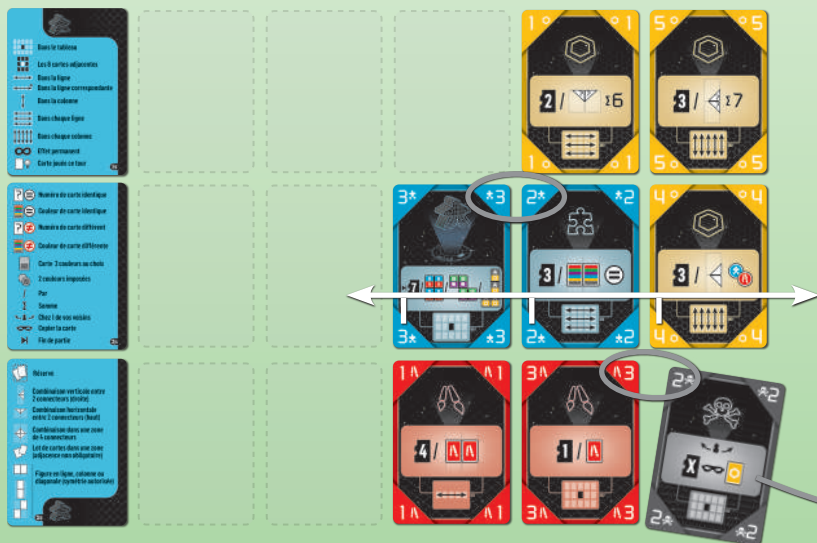 Dans le tableau
Les 8 cartes adjacentes
Dans la ligne
Dans la ligne correspondante
Dans la colonne
Dans chaque ligne
Dans chaque colonne
Effet permanent
Carte jouée ce tour
1 1
2 / Σ6
1 1
5 5
3 / Σ7
5 5
? = Numéro de carte identique
= Couleur de carte identique
? ≠ Numéro de carte différent
≠ Couleur de carte différente
Carte 3 couleurs au choix
2 couleurs imposées
/ Par
Σ Somme
Chez 1 de vos voisins
Copier la carte
Fin de partie
3* *3
7 / /
3* *3
2* *2
3 / =
2* *2
4 4
3 /
4 4
Réserve
Combinaison verticale entre
2 connecteurs (droite)
Combinaison horizontale
entre 2 connecteurs (haut)
Combinaison dans une zone
de 4 connecteurs
Lot de cartes dans une zone
(adjacence non obligatoire)
Figure en ligne, colonne ou
diagonale (symétrie autorisée)
1 1
4 /
1 1
3 3
1 /
3 3
2 2
X
2 2